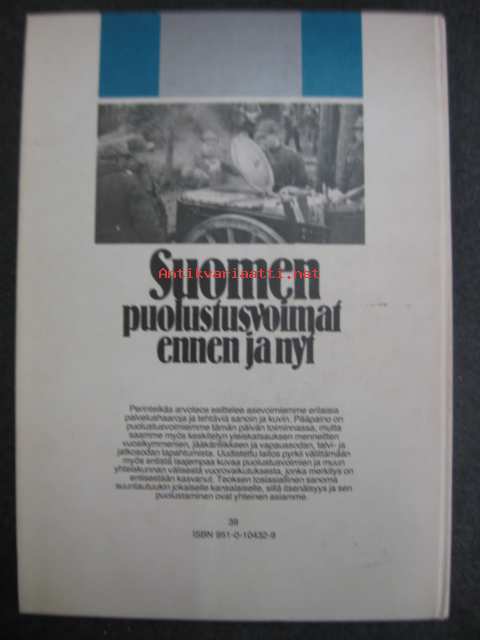 Suomen
Antikvariaatti.net
puolustusvoimat
ennen ja nyt
Perinteikäs arvoteos esittelee asevoimiemme erilaisia
palvelushaaroja ja tehtäviä sanoin ja kuvin. Pääpaino on
puolustusvoimiemme tämän päivän toiminnassa, mutta
saamme myös keskitetyn yleiskatsauksen menneitten
vuosikymmenien, jääkäriliikkeen ja vapaussodan, talvi- ja
jatkosodan tapahtumista. Uudistettu laitos pyrkii välittämään
myös entistä laajempaa kuvaa puolustusvoimien ja muun
yhteiskunnan välisestä vuorovaikutuksesta, jonka merkitys on
entisestään kasvanut. Teoksen tosiasiallinen sanoma
suuntautuukin jokaiselle kansalaiselle, sillä itsenäisyys ja sen
puolustaminen ovat yhteinen asiamme.
39
ISBN 951-0-10432-9